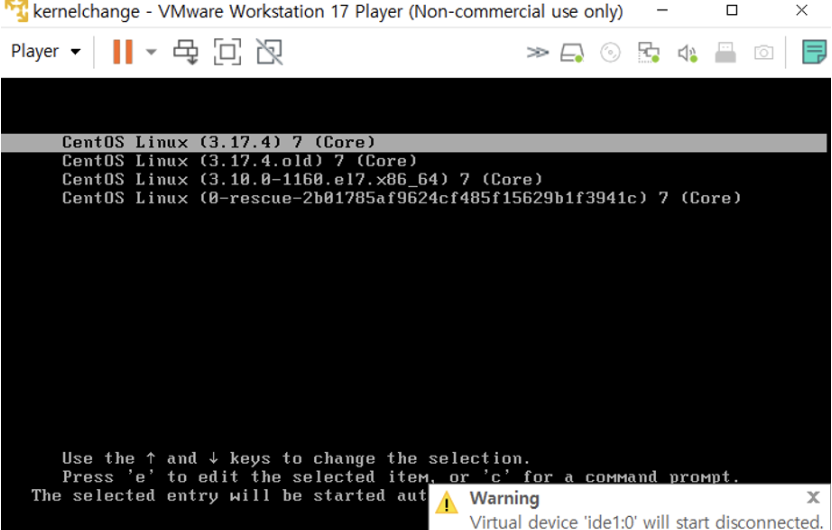 kernelchange - VMware Workstation 17 Player (Non-commercial use only)
Player
CentOS Linux (3.17.4) 7 (Core)
CentOS Linux (3.17.4.old) 7 (Core)
CentOS Linux (3.10.0-1160.el7.x86_64) 7 (Core)
CentOS Linux (0-rescue-2b01785af9624cf485f15629b1f3941c) 7 (Core)
Use the ↑ and ↓ keys to change the selection.
Press 'e' to edit the selected item, or 'c' for a command prompt.
The selected entry will be started aut
Warning
Virtual device 'ide1:0' will start disconnected.